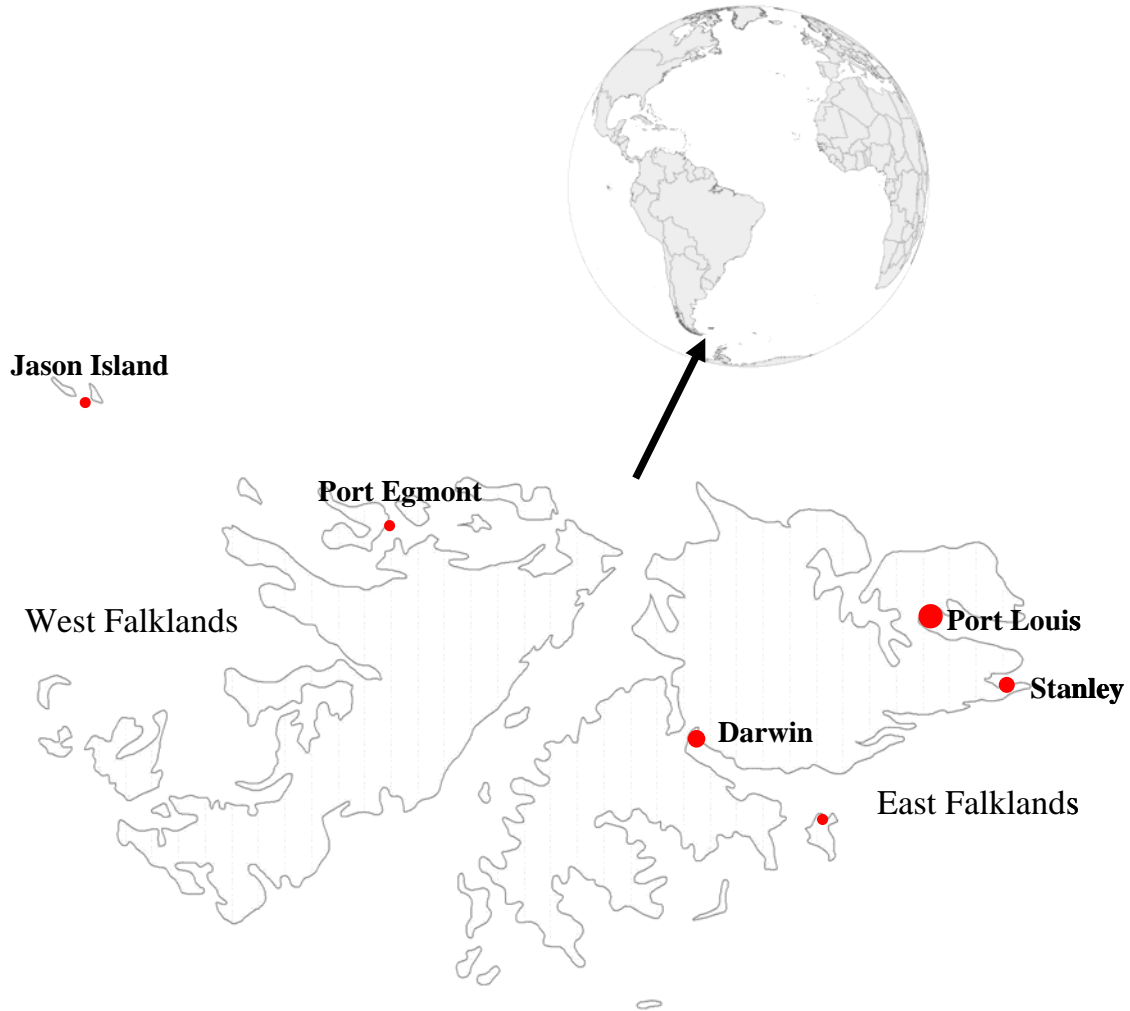 Jason Island
Port Egmont
West Falklands
Port Louis
Stanley
Darwin
East Falklands